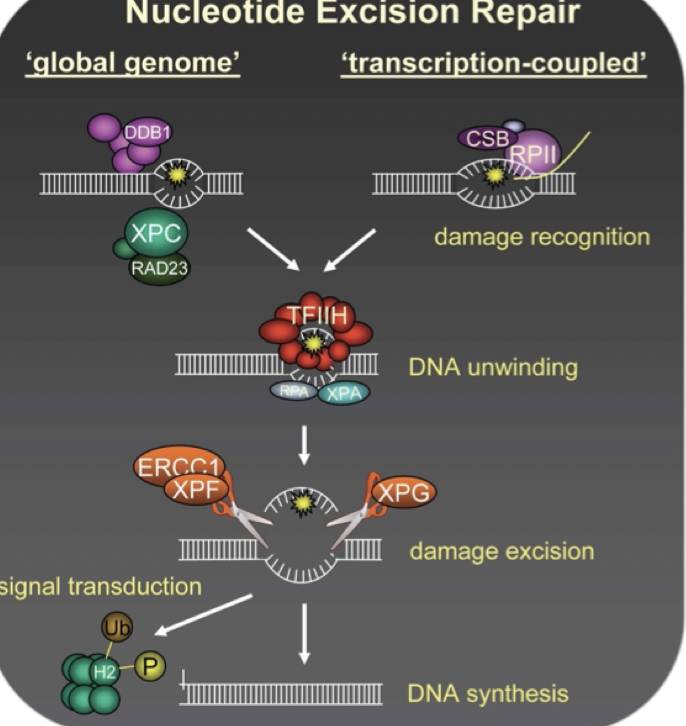 Nucleotide Excision Repair
‘global genome’
‘transcription-coupled’
DDB1
CSB
RPII
XPC
RAD23
damage recognition
TFIIH
DNA unwinding
RPA
XPA
ERCC1
XPF
XPG
damage excision
signal transduction
Ub
H2
P
DNA synthesis